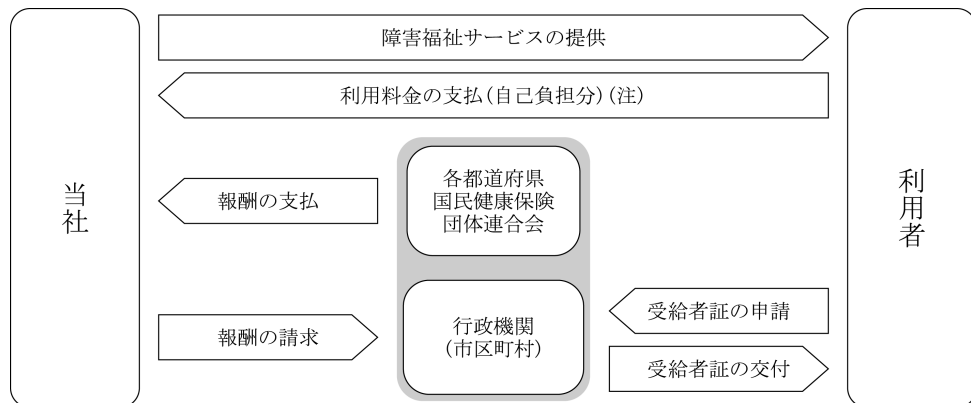 障害福祉サービスの提供
利用料金の支払(自己負担分)(注)
当社
利用者
各都道府県
国民健康保険
団体連合会
報酬の支払
行政機関
(市区町村)
報酬の請求
受給者証の申請
受給者証の交付